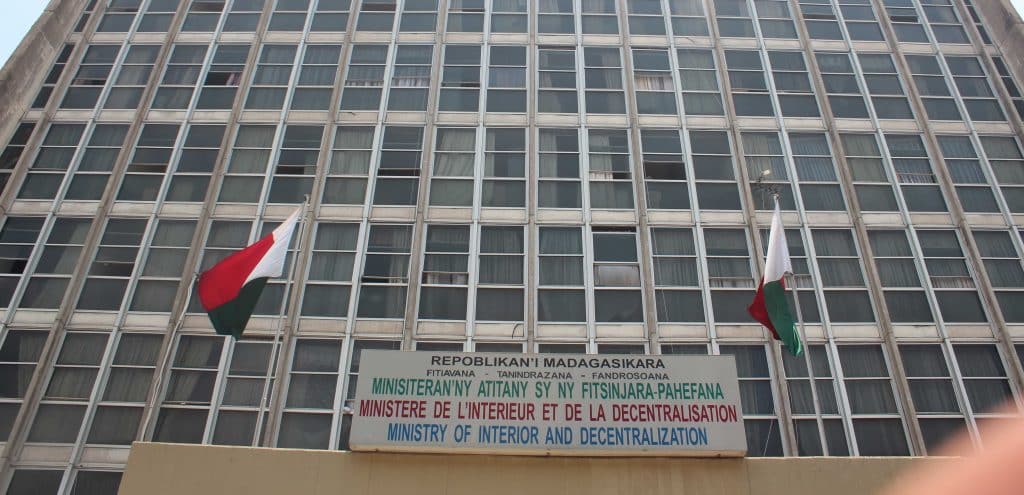 REPOBLIKAN'I MADAGASIKARA
FITIAVANA - TANINDRAZANA - FANDROSOANA
MINISITERAN'NY ATITANY SY NY FITSINJARA-PAHEFANA
MINISTERE DE L'INTERIEUR ET DE LA DECENTRALISATION
MINISTRY OF INTERIOR AND DECENTRALIZATION